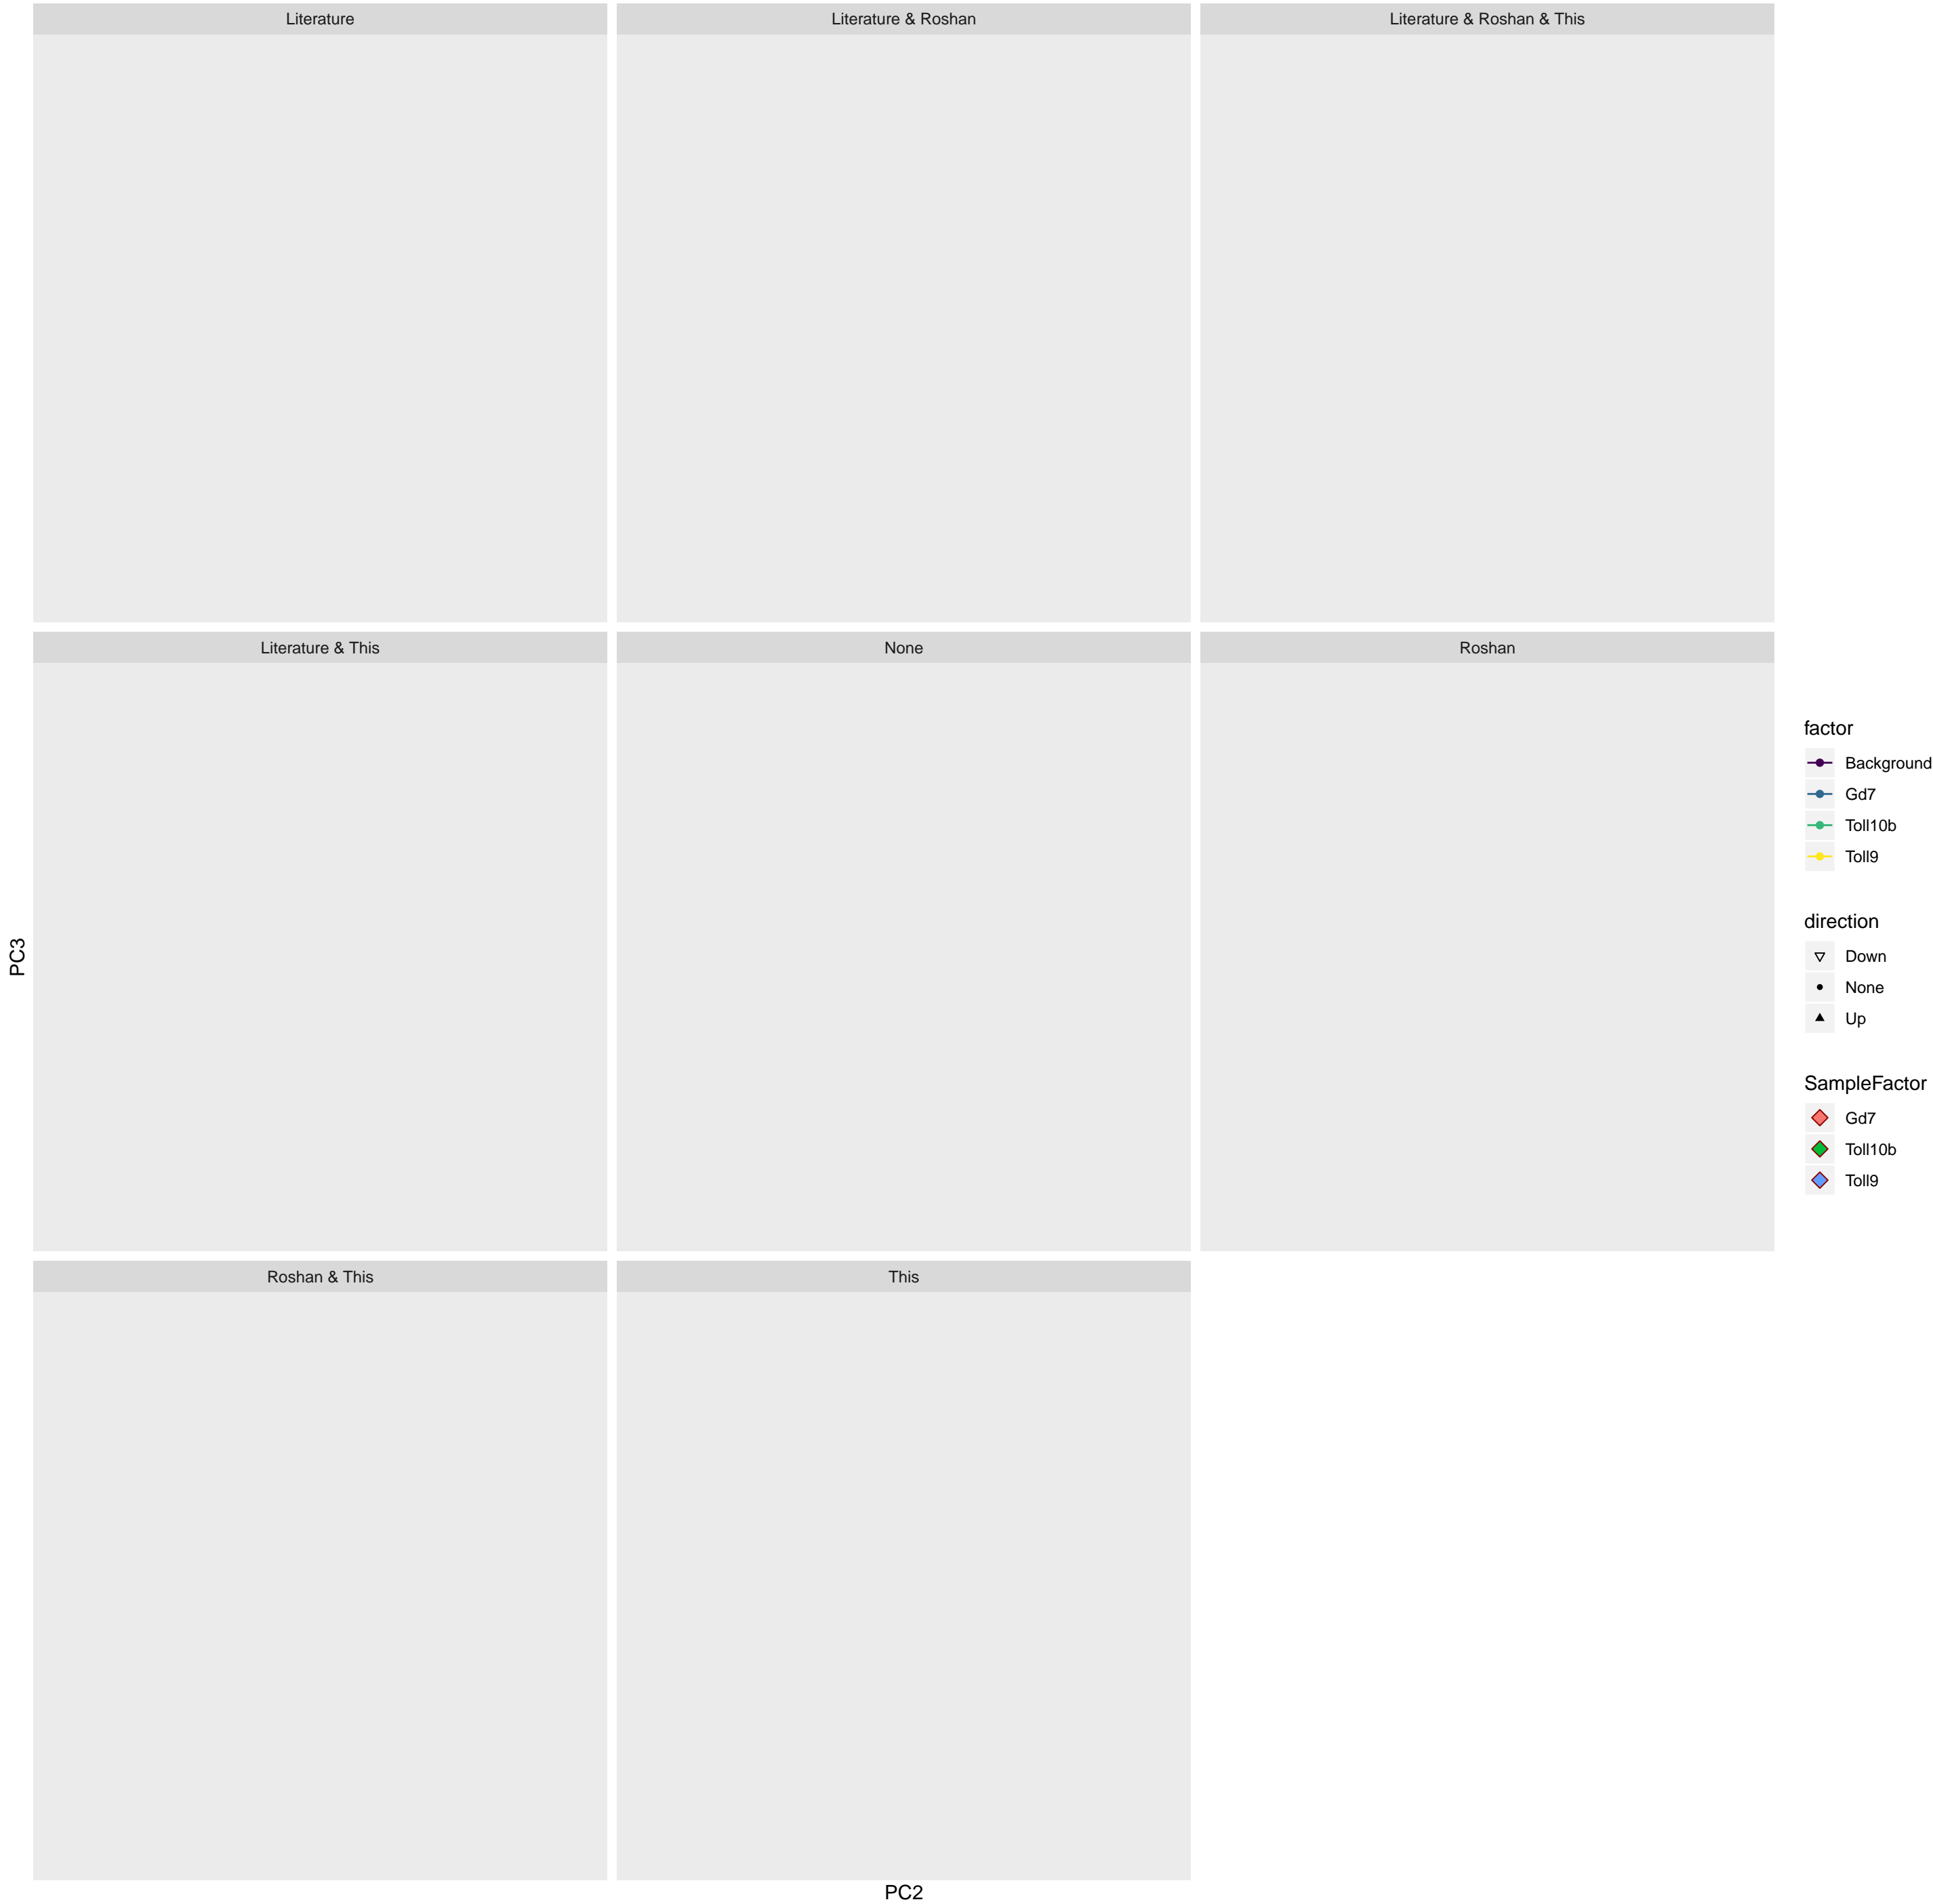 Literature
Literature & Roshan
Literature & Roshan & This
Literature & This
None
Roshan
Roshan & This
This
PC3
PC2
factor
Background
Gd7
Toll10b
Toll9
direction
Down
None
Up
SampleFactor
Gd7
Toll10b
Toll9